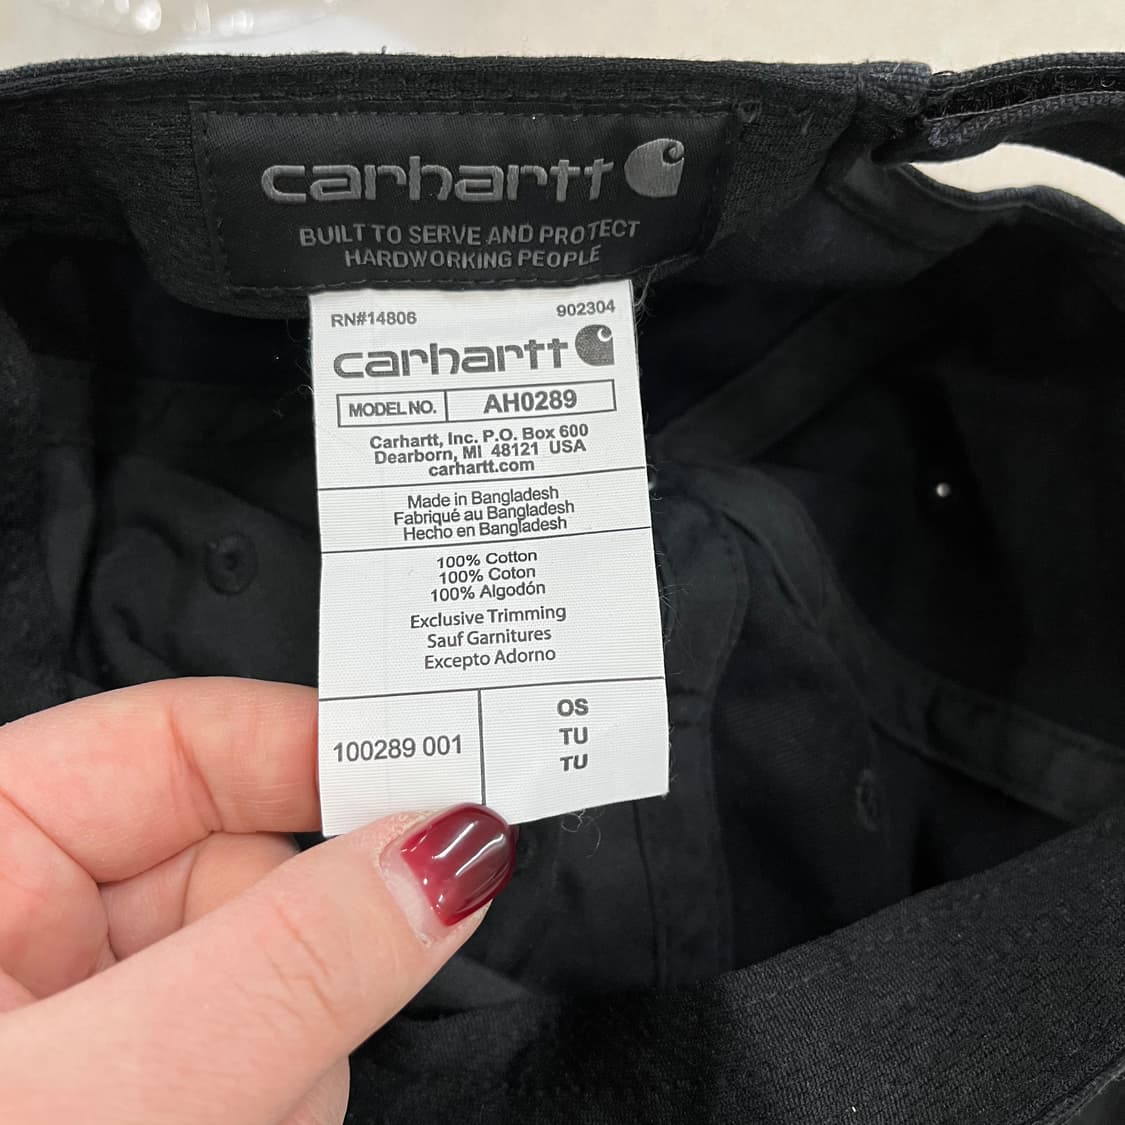 carhartt
BUILT TO SERVE AND PROTECT
HARDWORKING PEOPLE
RN#14806 902304
carhartt
MODEL NO. AH0289
Carhartt, Inc. P.O. Box 600
Dearborn, MI 48121 USA
carhartt.com
Made in Bangladesh
Fabriqué au Bangladesh
Hecho en Bangladesh
100% Cotton
100% Coton
100% Algodón
Exclusive Trimming
Sauf Garnitures
Excepto Adorno
100289 001
OS
TU
TU